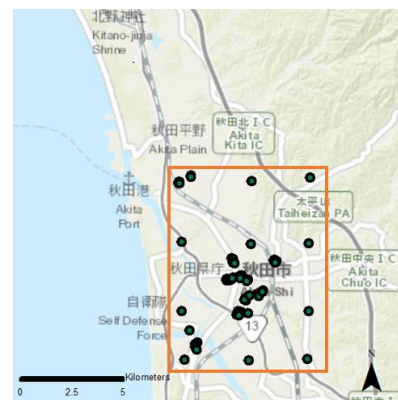 北野神社
Kitano-jinja
Shrine
秋田北IC
Akita
Kita IC
秋田平野
Akita Plain
秋田港
Akita
Port
太平山
Taiheizan PA
秋田中央IC
Akita
Chuo IC
秋田県庁
秋田市
-Shi
自衛隊
Self Defense
Force
13
N
Kilometers
0 2.5 5